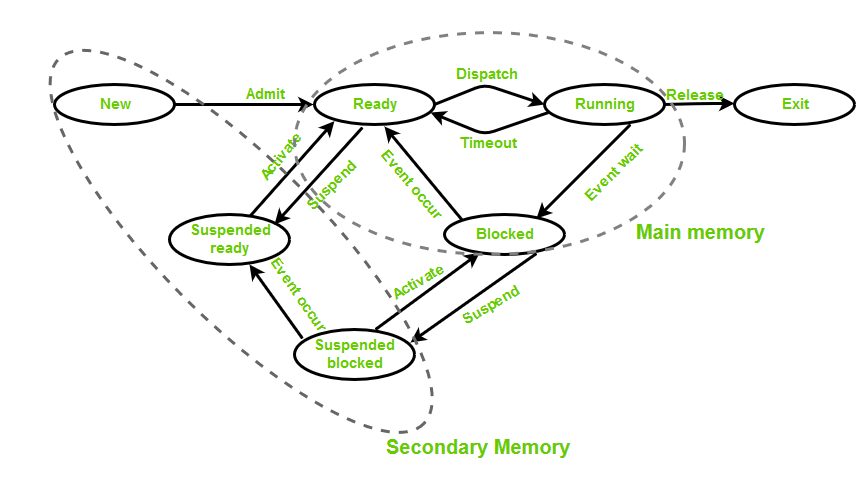 Dispatch
New
Admit
Ready
Running
Release
Exit
Timeout
Activate
Suspend
Event occur
Event wait
Suspended
ready
Blocked
Main memory
Event occur
Activate
Suspend
Suspended
blocked
Secondary Memory